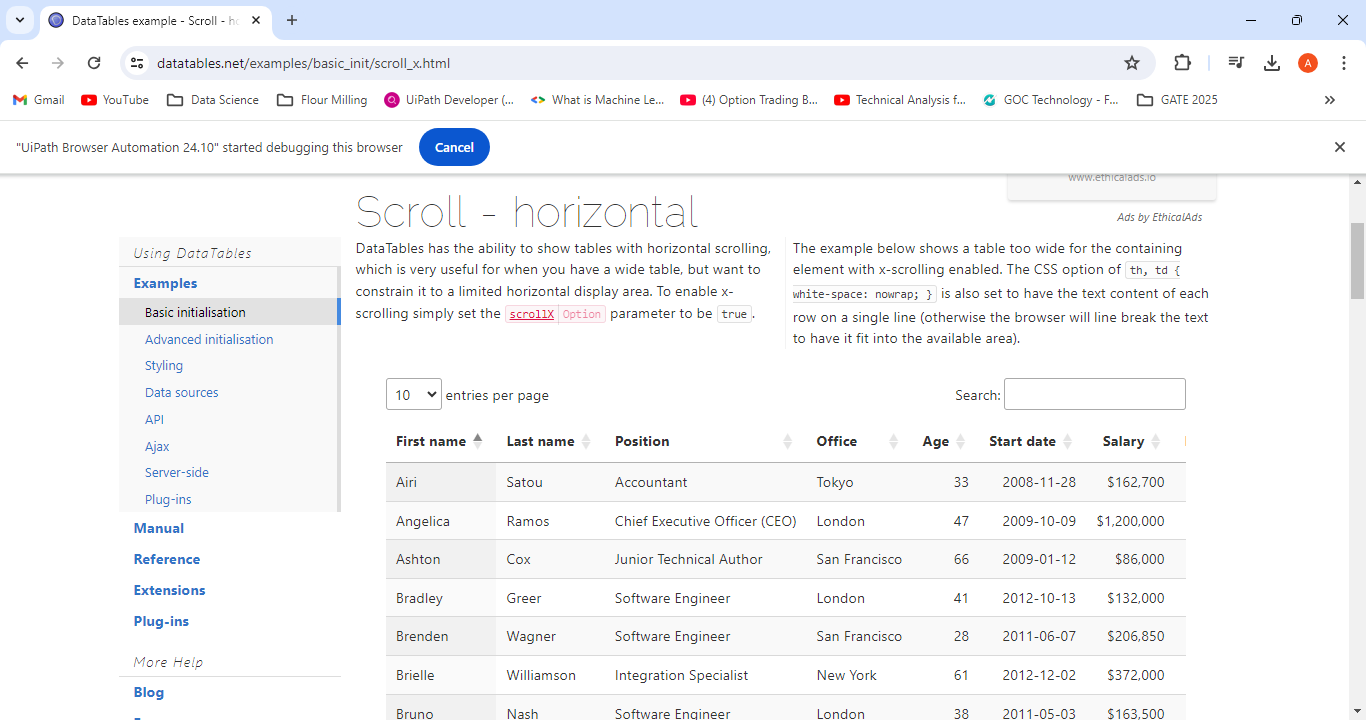 DataTables example - Scroll - ho
datatables.net/examples/basic_init/scroll_x.html
A
Gmail YouTube Data Science Flour Milling UiPath Developer (... What is Machine Le... (4) Option Trading B... Technical Analysis f... GOC Technology - F... GATE 2025
"UiPath Browser Automation 24.10" started debugging this browser Cancel
www.ethicalads.io
Ads by EthicalAds
Scroll - horizontal
Using DataTables
Examples
Basic initialisation
Advanced initialisation
Styling
Data sources
API
Ajax
Server-side
Plug-ins
Manual
Reference
Extensions
Plug-ins
More Help
Blog
DataTables has the ability to show tables with horizontal scrolling,
which is very useful for when you have a wide table, but want to
constrain it to a limited horizontal display area. To enable x-
scrolling simply set the scrollX Option parameter to be true.
The example below shows a table too wide for the containing
element with x-scrolling enabled. The CSS option of th, td {
white-space: nowrap; } is also set to have the text content of each
row on a single line (otherwise the browser will line break the text
to have it fit into the available area).
10 entries per page Search:
First name Last name Position Office Age Start date Salary
Airi Satou Accountant Tokyo 33 2008-11-28 $162,700
Angelica Ramos Chief Executive Officer (CEO) London 47 2009-10-09 $1,200,000
Ashton Cox Junior Technical Author San Francisco 66 2009-01-12 $86,000
Bradley Greer Software Engineer London 41 2012-10-13 $132,000
Brenden Wagner Software Engineer San Francisco 28 2011-06-07 $206,850
Brielle Williamson Integration Specialist New York 61 2012-12-02 $372,000
Bruno Nash Software Engineer London 38 2011-05-03 $163,500